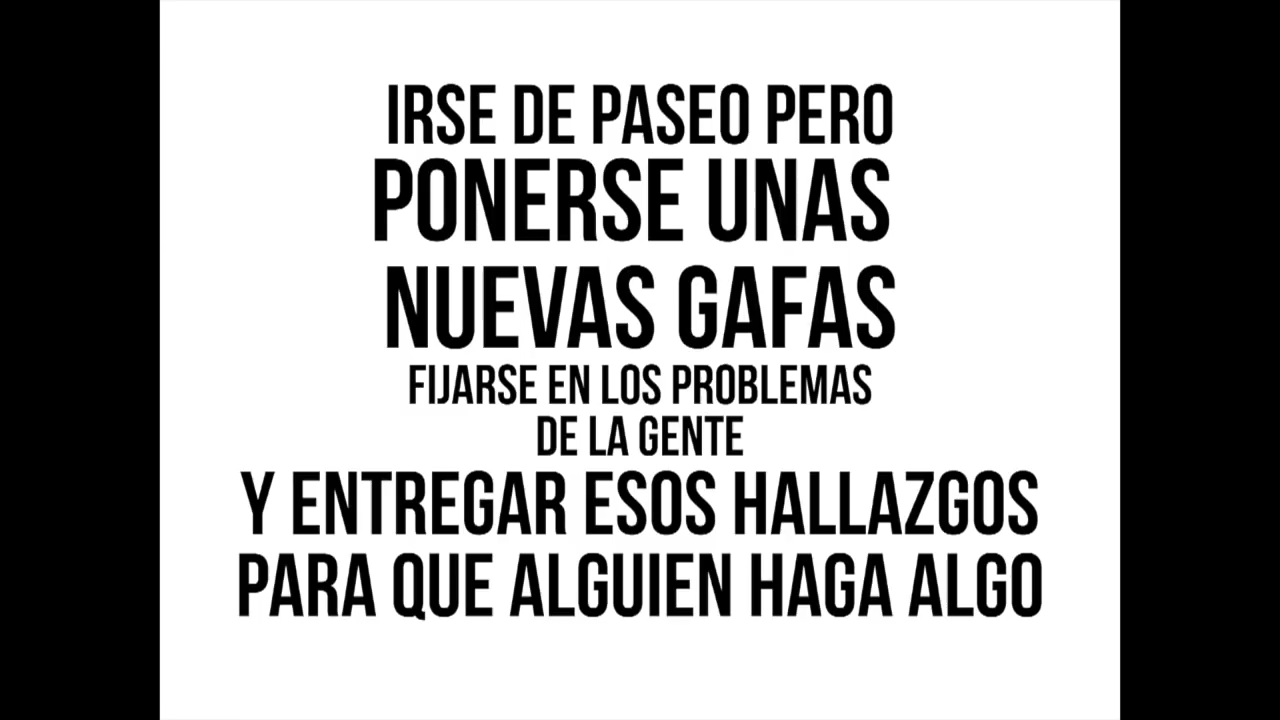 IRSE DE PASEO PERO
PONERSE UNAS
NUEVAS GAFAS
FIJARSE EN LOS PROBLEMAS
DE LA GENTE
Y ENTREGAR ESOS HALLAZGOS
PARA QUE ALGUIEN HAGA ALGO